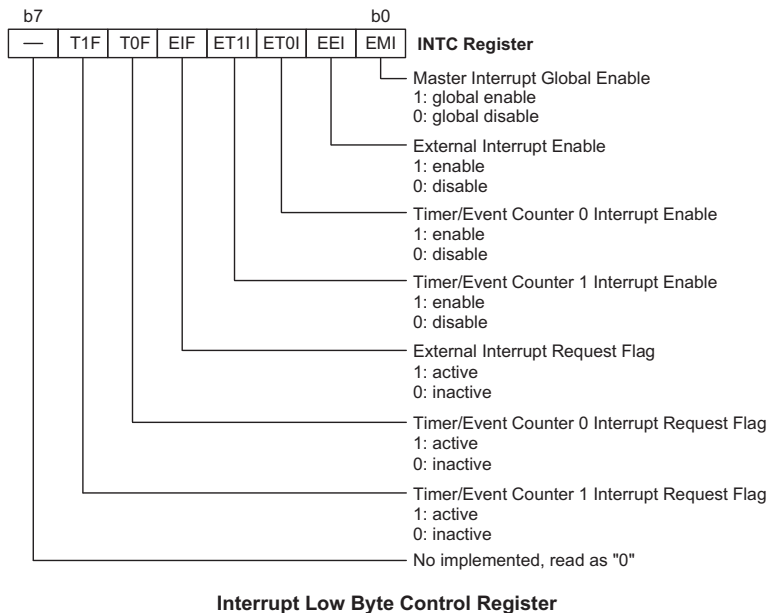 b7 b0
— T1F T0F EIF ET1I ET0I EEI EMI INTC Register
Master Interrupt Global Enable
1: global enable
0: global disable
External Interrupt Enable
1: enable
0: disable
Timer/Event Counter 0 Interrupt Enable
1: enable
0: disable
Timer/Event Counter 1 Interrupt Enable
1: enable
0: disable
External Interrupt Request Flag
1: active
0: inactive
Timer/Event Counter 0 Interrupt Request Flag
1: active
0: inactive
Timer/Event Counter 1 Interrupt Request Flag
1: active
0: inactive
No implemented, read as "0"
Interrupt Low Byte Control Register